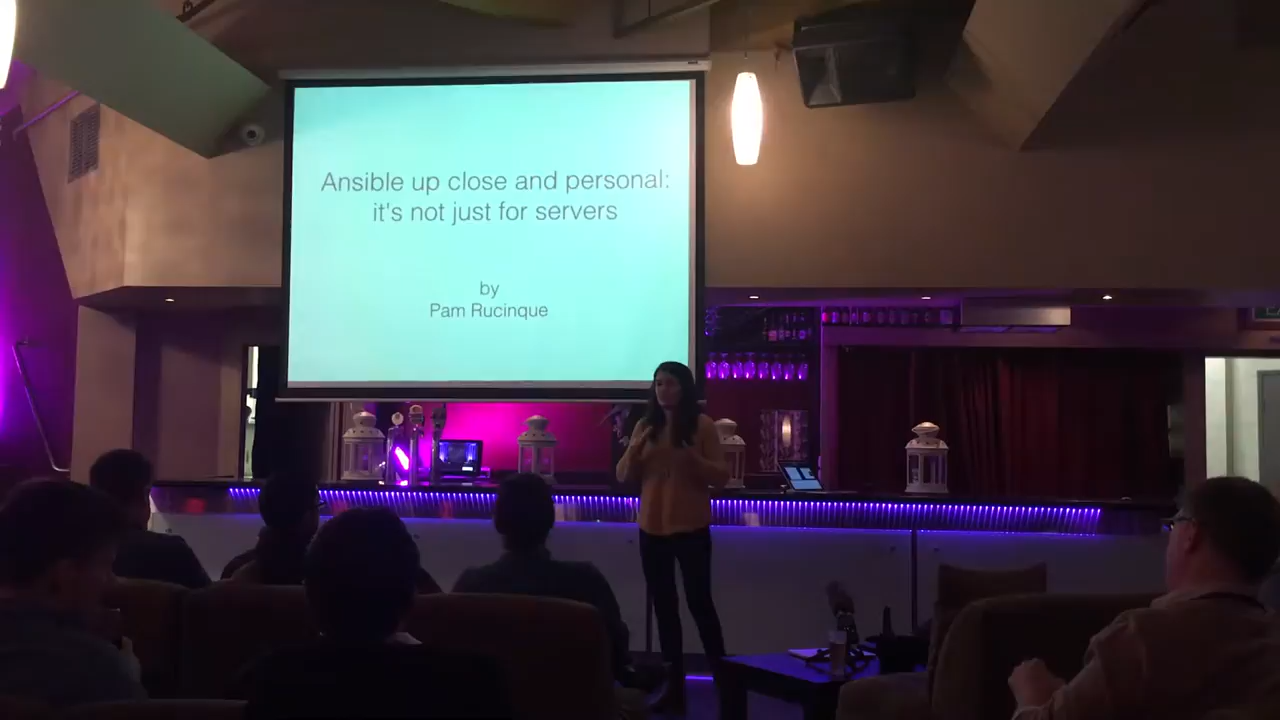 Ansible up close and personal:
it's not just for servers
by
Pam Rucinque